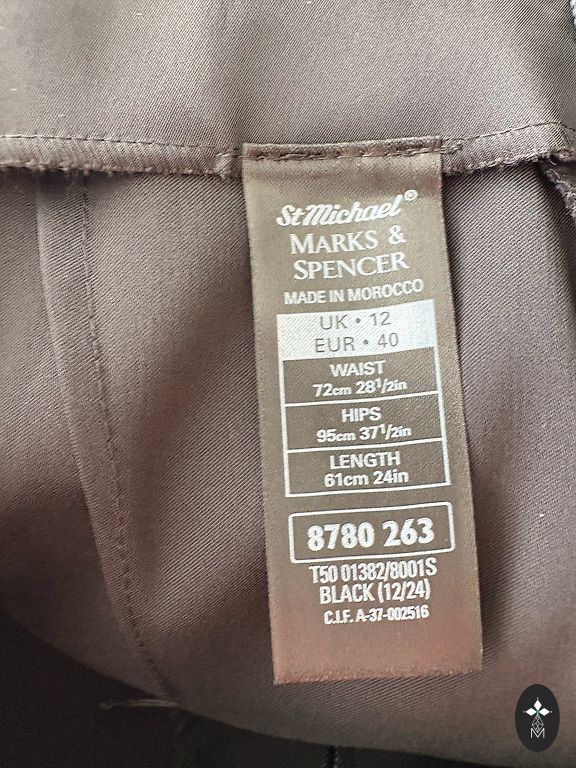 St Michael®
MARKS &
SPENCER
MADE IN MOROCCO
UK • 12
EUR • 40
WAIST
72cm 28½in
HIPS
95cm 37½in
LENGTH
61cm 24in
8780 263
T50 01382/8001S
BLACK (12/24)
C.I.F. A-37-002516
M